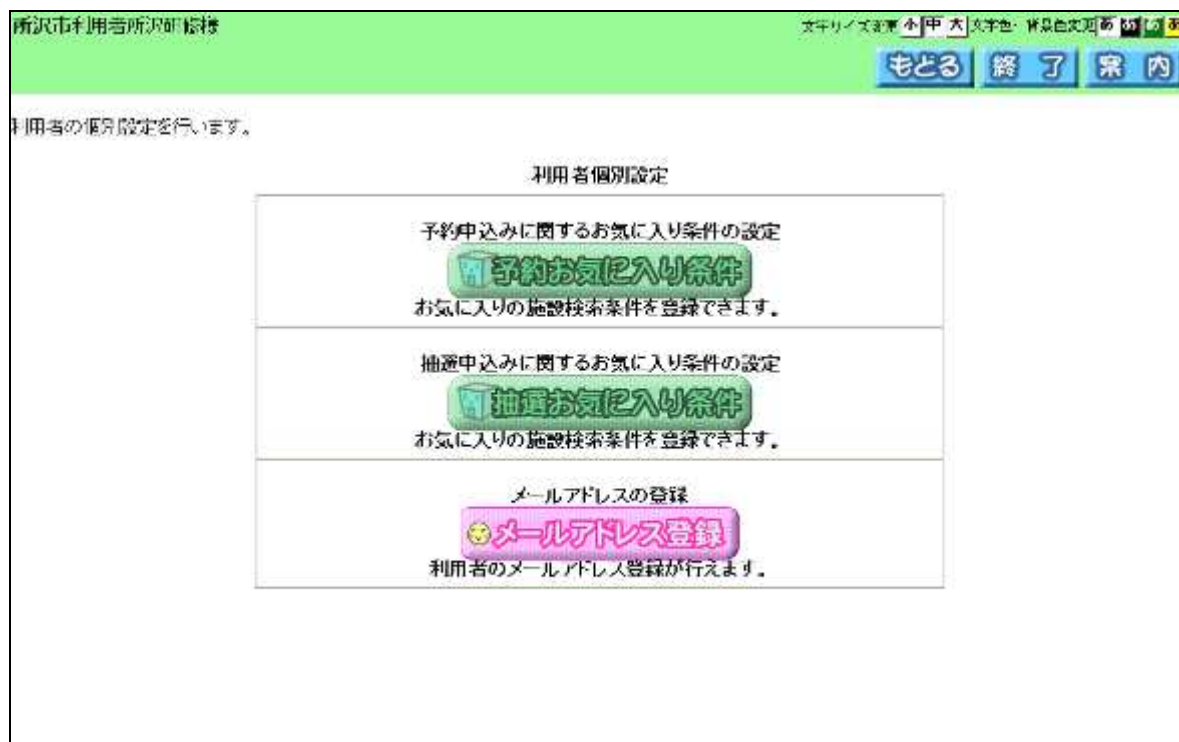 所沢市利用者所沢研修様
文字サイズ変更 小 中 大 文字色・背景色変更 あ あ あ あ
もどる 終 了 案 内
利用者の個別設定を行います。
利用者個別設定
予約申込みに関するお気に入り条件の設定
予約お気に入り条件
お気に入りの施設検索条件を登録できます。
抽選申込みに関するお気に入り条件の設定
抽選お気に入り条件
お気に入りの施設検索条件を登録できます。
メールアドレスの登録
メールアドレス登録
利用者のメールアドレス登録が行えます。